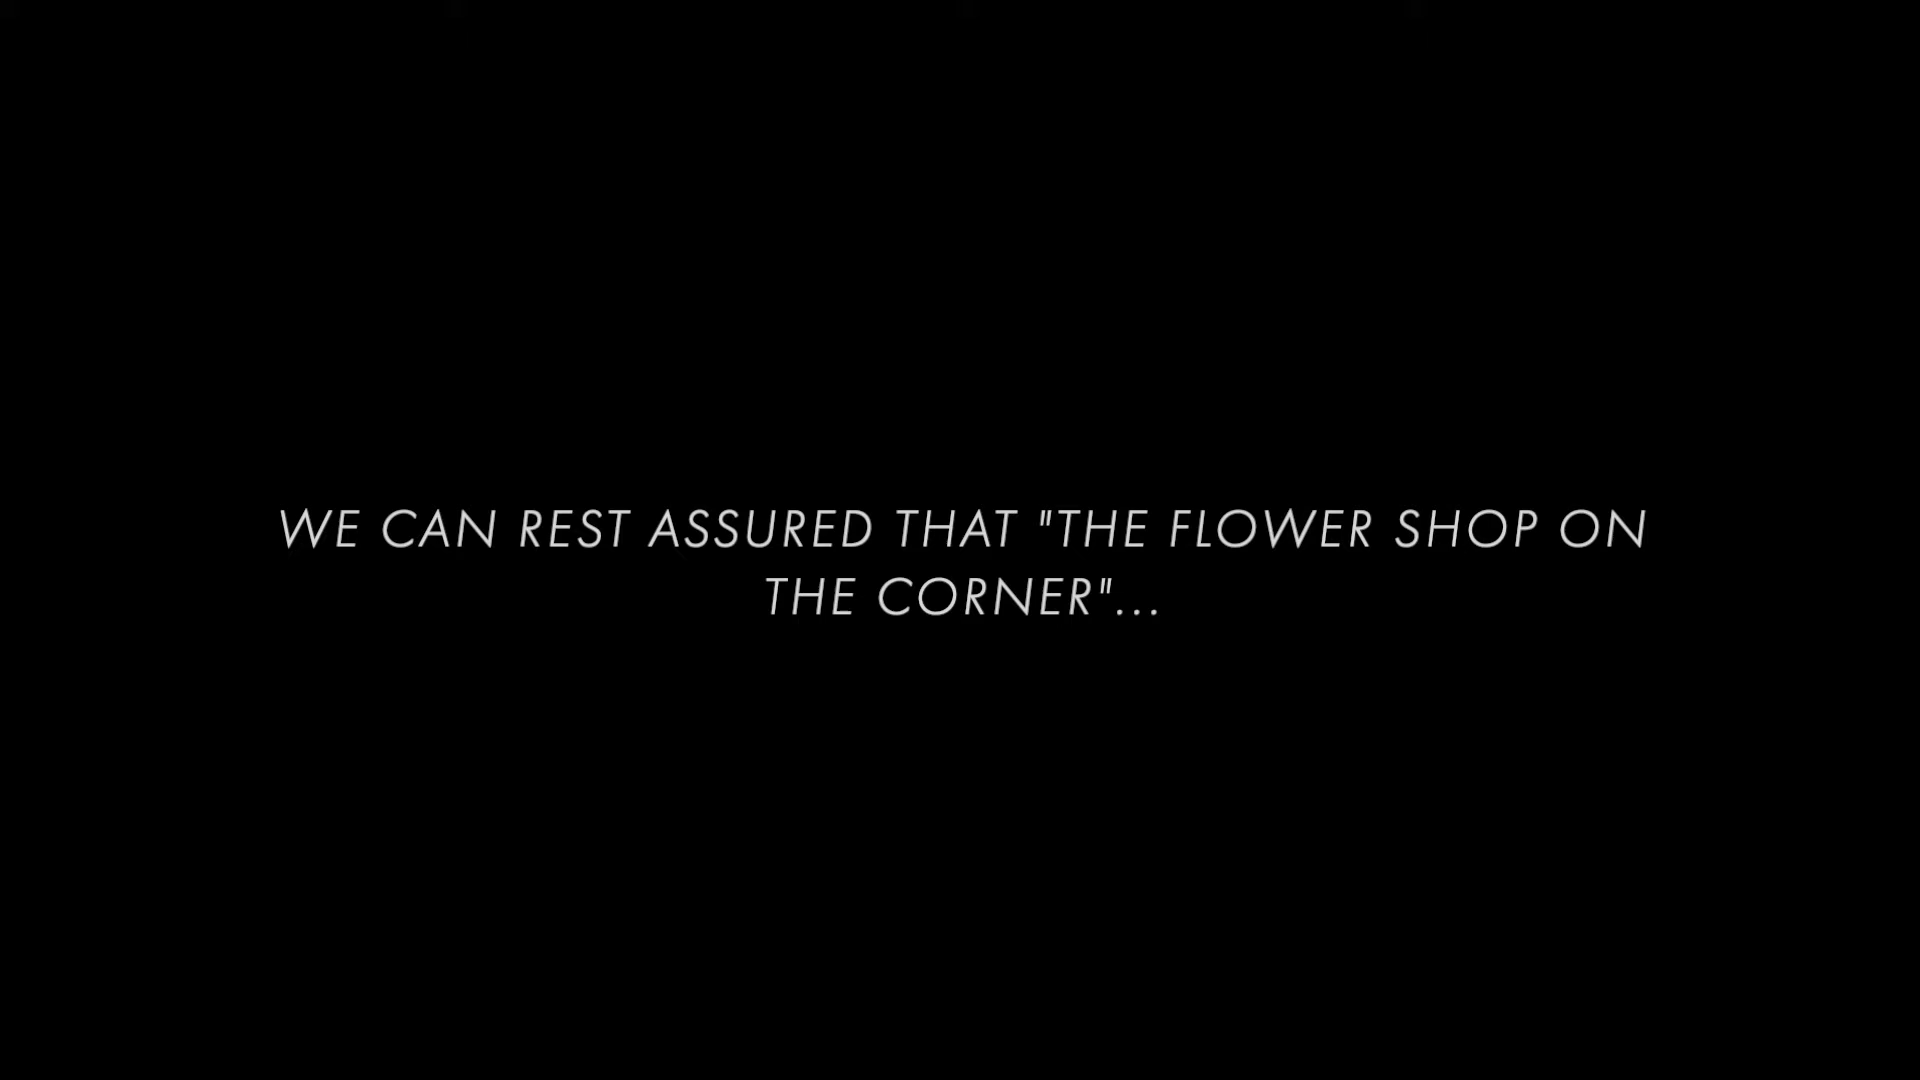 WE CAN REST ASSURED THAT "THE FLOWER SHOP ON
THE CORNER"...